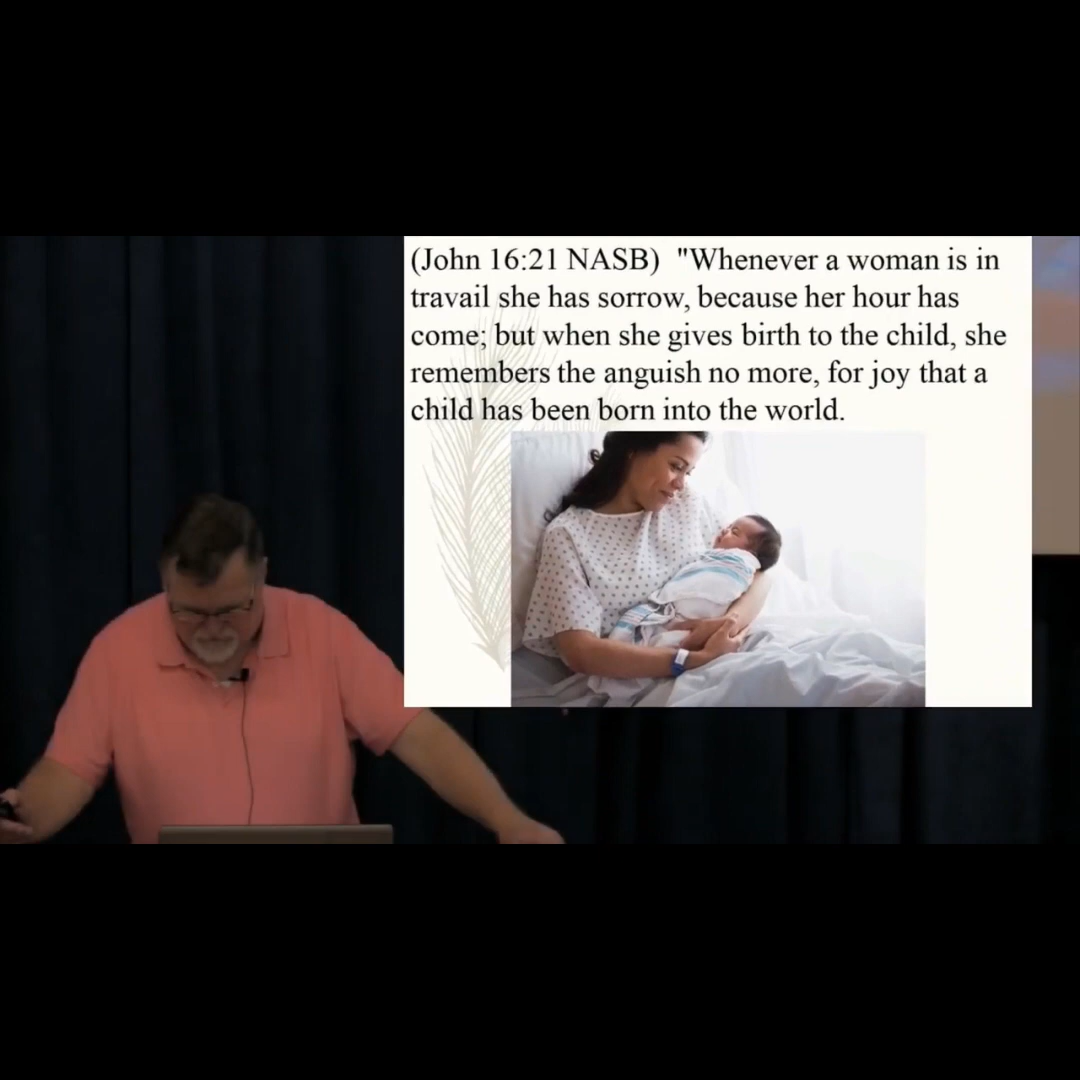 (John 16:21 NASB)  "Whenever a woman is in
travail she has sorrow, because her hour has
come; but when she gives birth to the child, she
remembers the anguish no more, for joy that a
child has been born into the world.